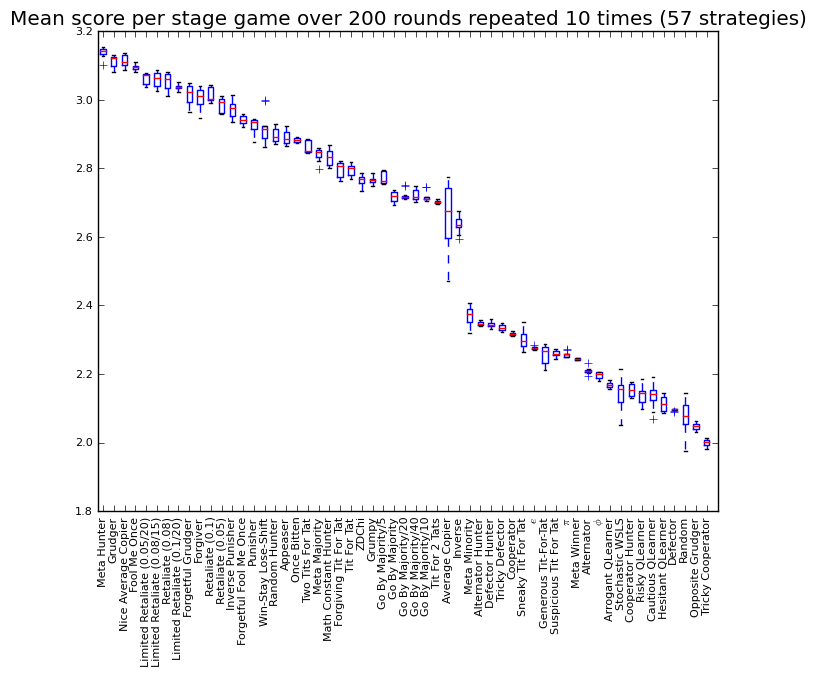 Mean score per stage game over 200 rounds repeated 10 times (57 strategies)
3.2
3.0
2.8
2.6
2.4
2.2
2.0
1.8
Meta Hunter
Grudger
Nice Average Copier
Fool Me Once
Limited Retaliate (0.05/20)
Limited Retaliate (0.08/15)
Retaliate (0.08)
Limited Retaliate (0.1/20)
Forgetful Grudger
Forgiver
Retaliate (0.1)
Retaliate (0.05)
Inverse Punisher
Forgetful Fool Me Once
Punisher
Win-Stay Lose-Shift
Random Hunter
Appeaser
Once Bitten
Two Tits For Tat
Meta Majority
Math Constant Hunter
Forgiving Tit For Tat
Tit For Tat
ZDChi
Grumpy
Go By Majority/5
Go By Majority
Go By Majority/20
Go By Majority/40
Go By Majority/10
Tit For 2 Tats
Average Copier
Inverse
Meta Minority
Alternator Hunter
Defector Hunter
Tricky Defector
Cooperator
Sneaky Tit For Tat
e
Generous Tit-For-Tat
Suspicious Tit For Tat
π
Meta Winner
Alternator
ϕ
Arrogant QLearner
Stochastic WSLS
Cooperator Hunter
Risky QLearner
Cautious QLearner
Hesitant QLearner
Defector
Random
Opposite Grudger
Tricky Cooperator